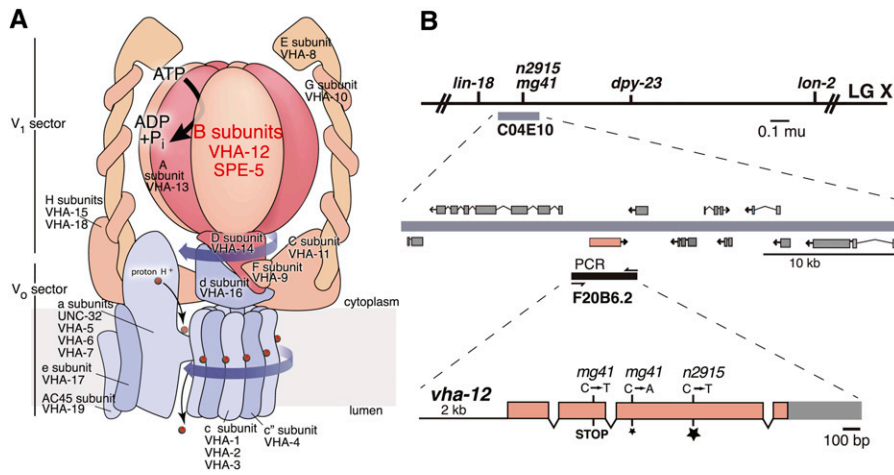 A
E subunit
VHA-8
ATP
G subunit
VHA-10
ADP
+Pi
B subunits
VHA-12
SPE-5
V1 sector
A
subunit
VHA-13
H subunits
VHA-15
VHA-18
D subunit
VHA-14
C subunit
VHA-11
F subunit
VHA-9
proton H+
d subunit
VHA-16
Vo sector
cytoplasm
a subunits
UNC-32
VHA-5
VHA-6
VHA-7
e subunit
VHA-17
AC45 subunit
VHA-19
lumen
c subunit
VHA-1
VHA-2
VHA-3
c" subunit
VHA-4
B
lin-18
n2915
mg41
dpy-23
lon-2
LG X
C04E10
0.1 mu
10 kb
PCR
F20B6.2
vha-12
2 kb
mg41
C→T
STOP
mg41
C→A
n2915
C→T
100 bp